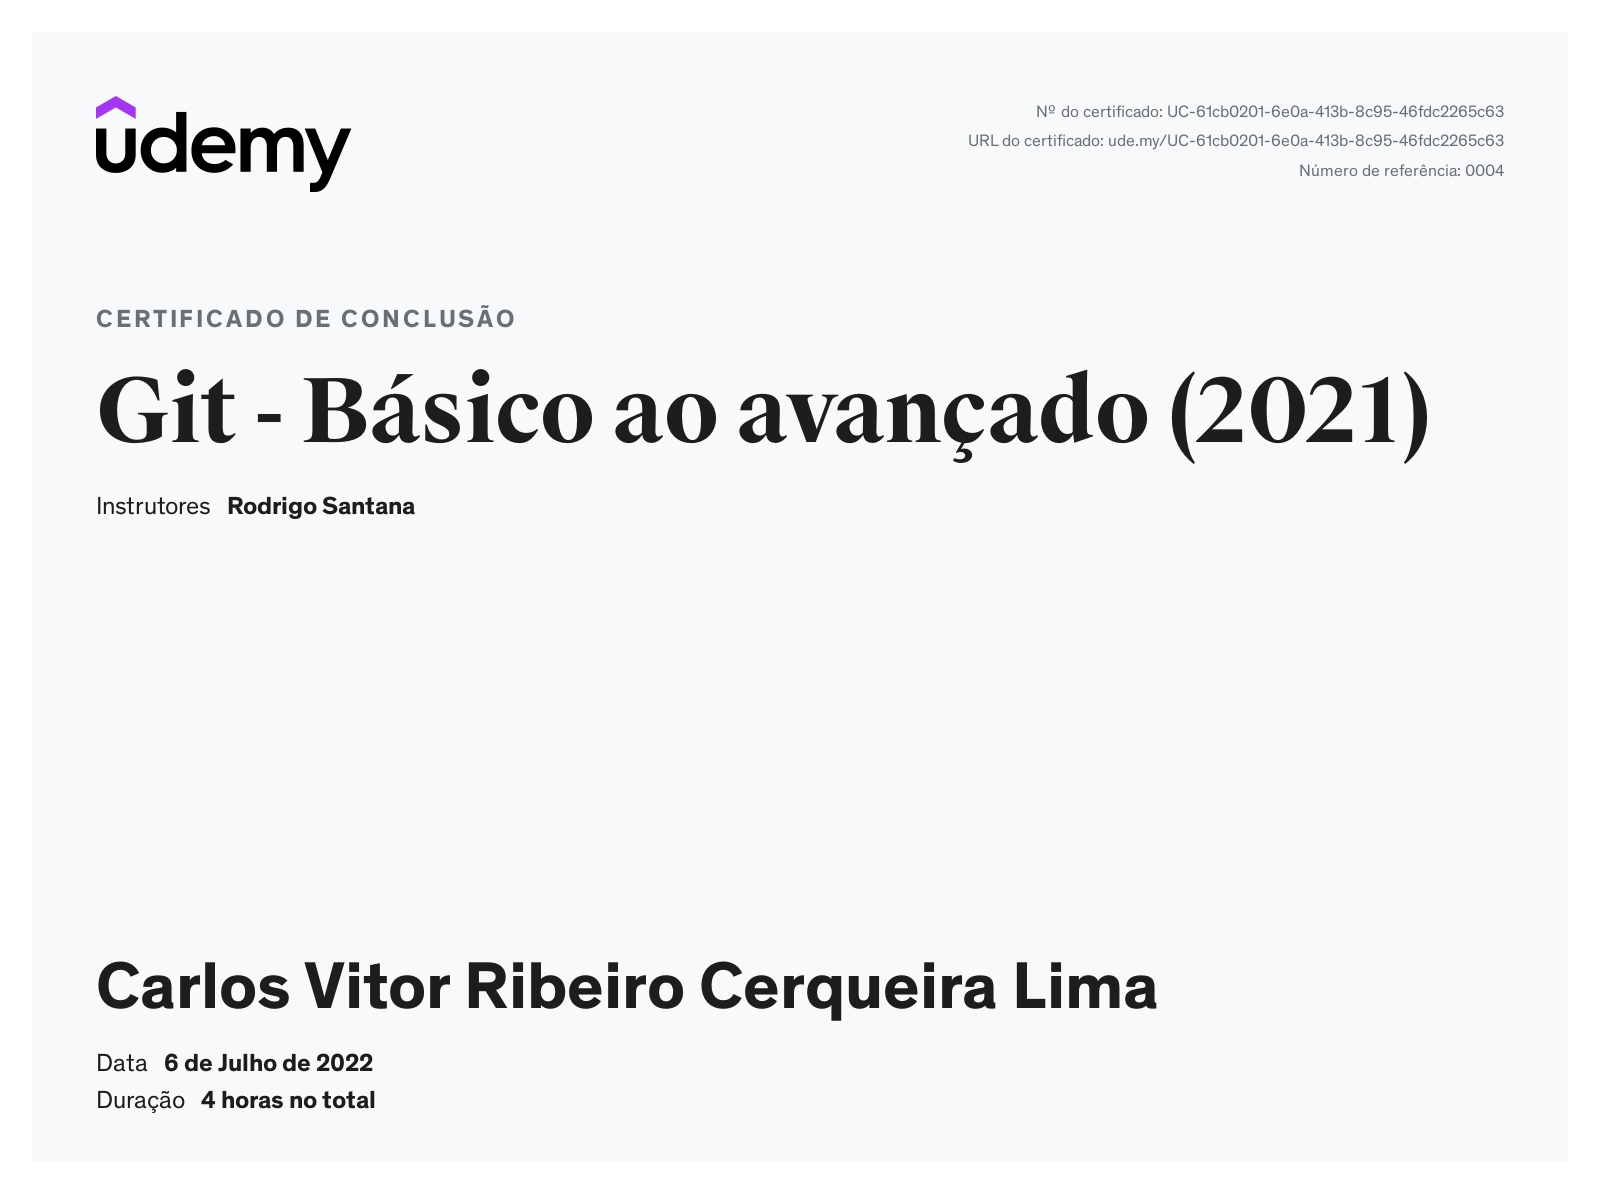 udemy
Nº do certificado: UC-61cb0201-6e0a-413b-8c95-46fdc2265c63
URL do certificado: ude.my/UC-61cb0201-6e0a-413b-8c95-46fdc2265c63
Número de referência: 0004
CERTIFICADO DE CONCLUSÃO
Git - Básico ao avançado (2021)
Instrutores Rodrigo Santana
Carlos Vitor Ribeiro Cerqueira Lima
Data 6 de Julho de 2022
Duração 4 horas no total